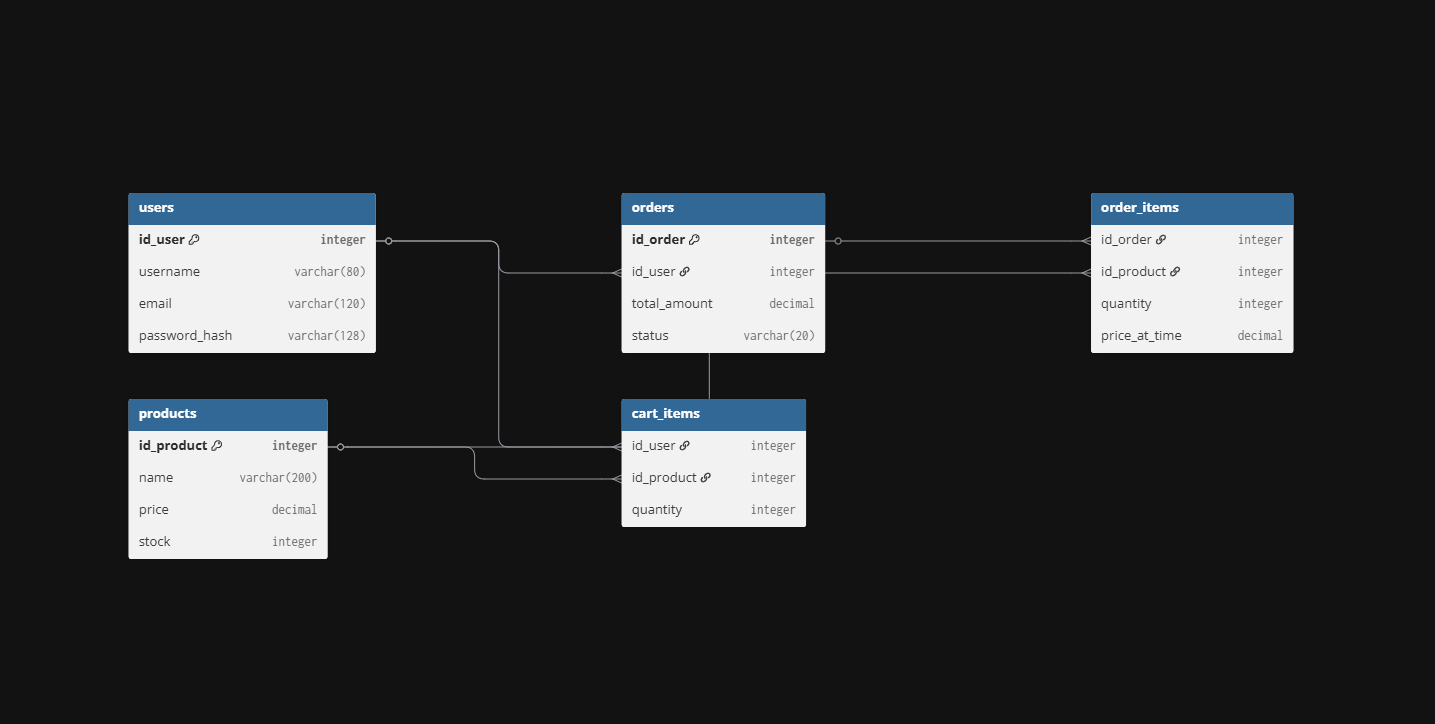 users
id_user integer
username varchar(80)
email varchar(120)
password_hash varchar(128)
orders
id_order integer
id_user integer
total_amount decimal
status varchar(20)
order_items
id_order integer
id_product integer
quantity integer
price_at_time decimal
products
id_product integer
name varchar(200)
price decimal
stock integer
cart_items
id_user integer
id_product integer
quantity integer